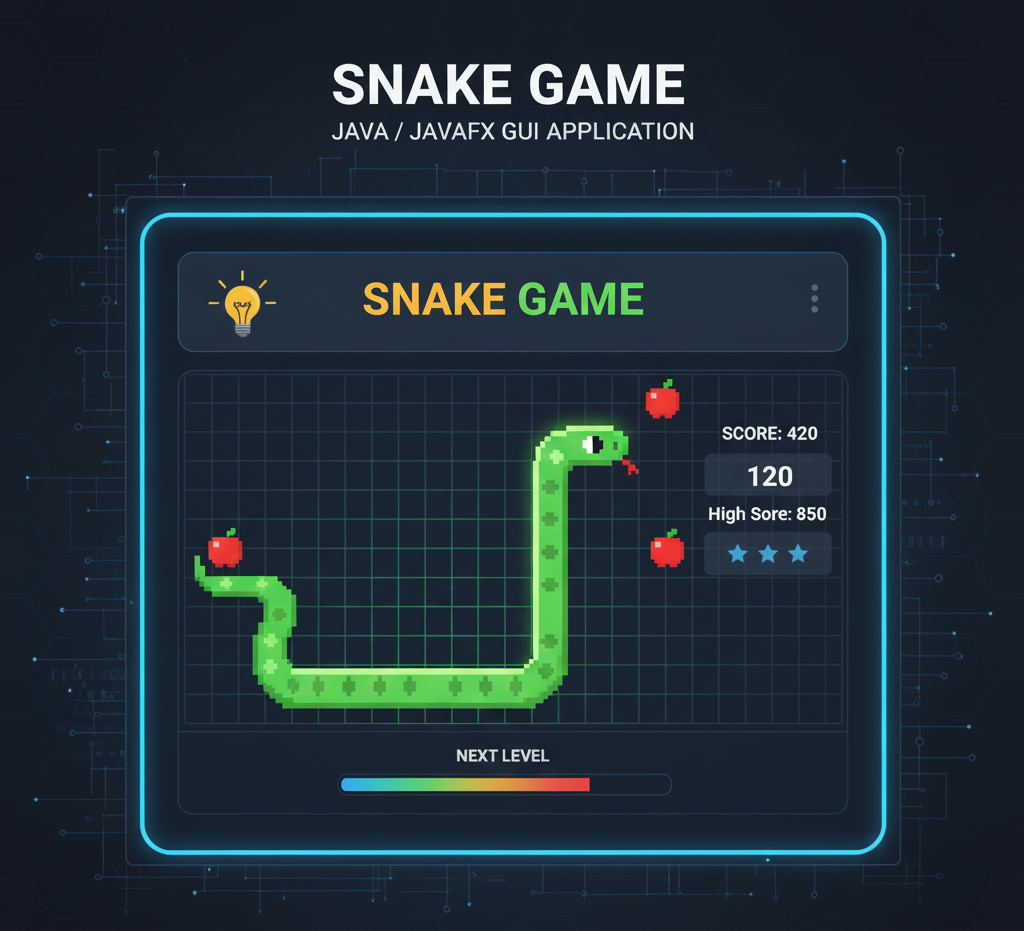 SNAKE GAME
JAVA / JAVAFX GUI APPLICATION
SNAKE GAME
SCORE: 420
120
High Sore: 850
NEXT LEVEL